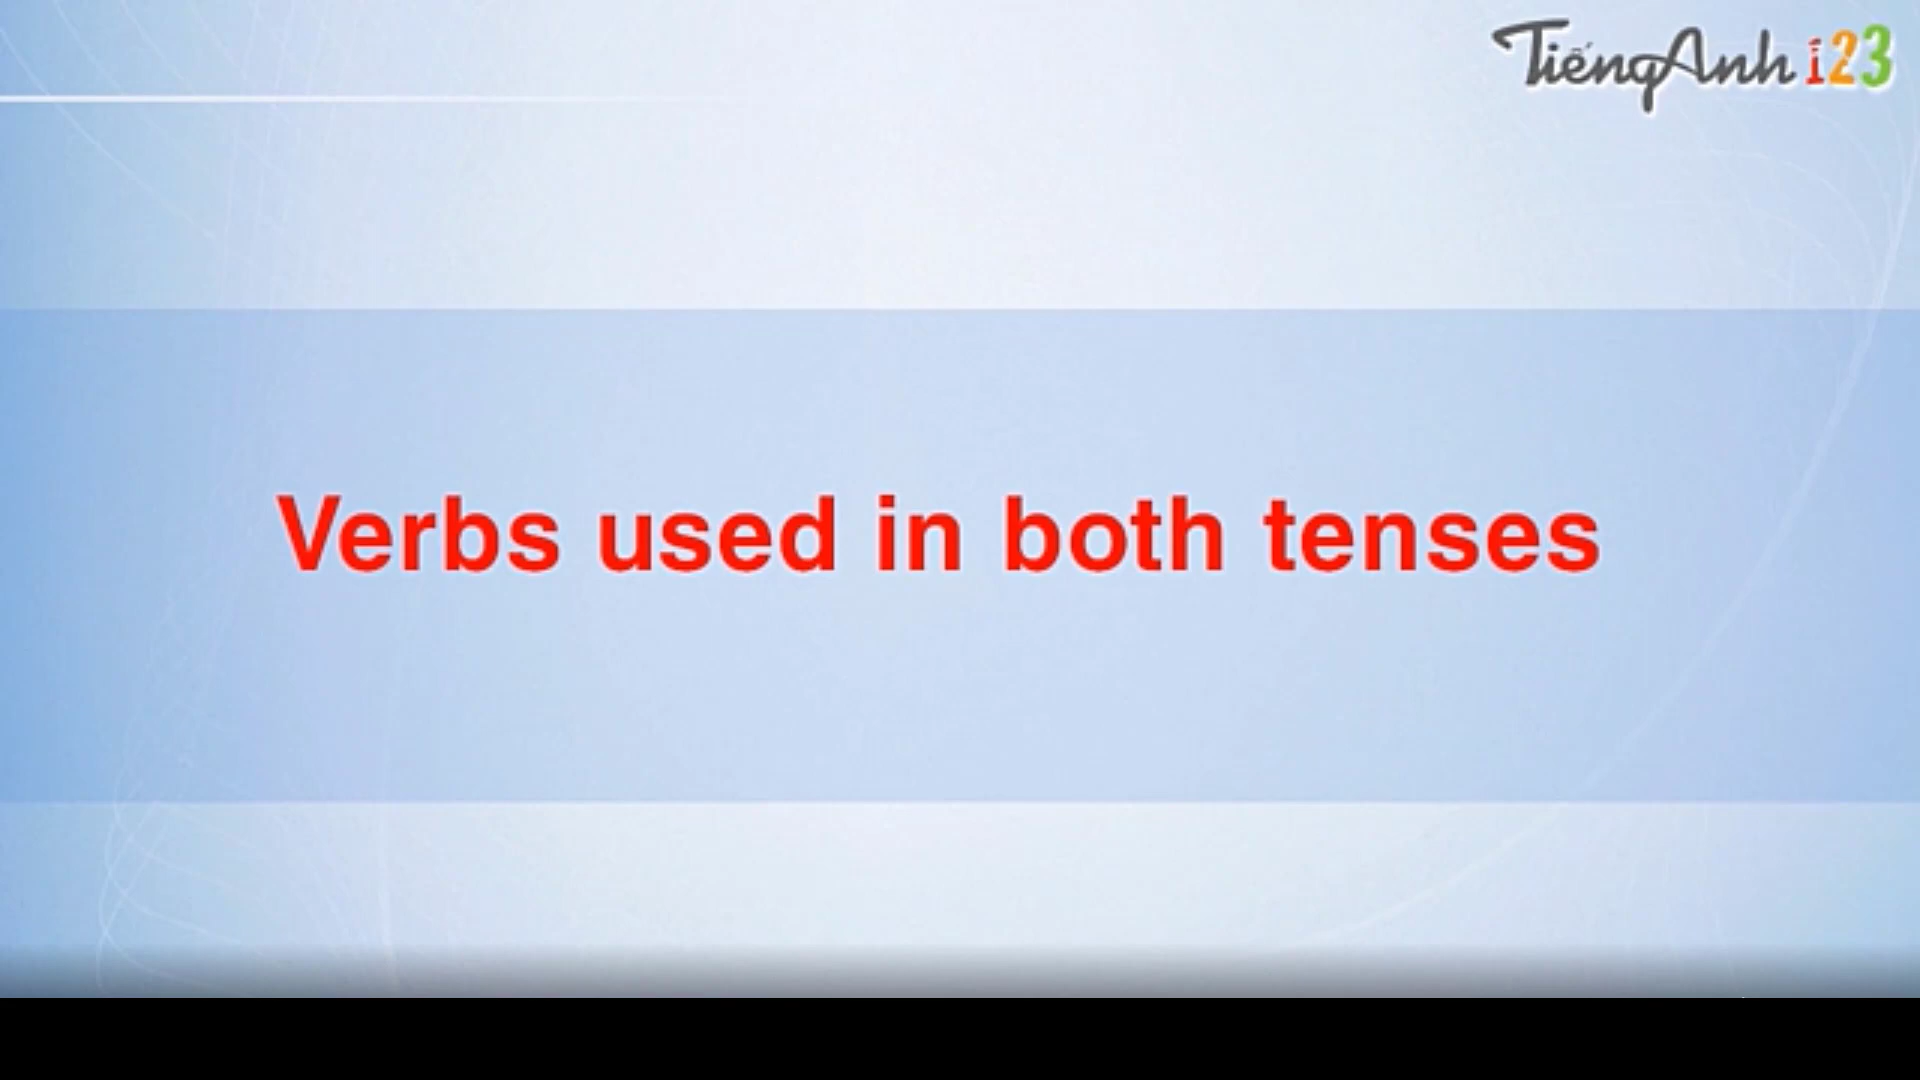 TiếngAnh123
Verbs used in both tenses